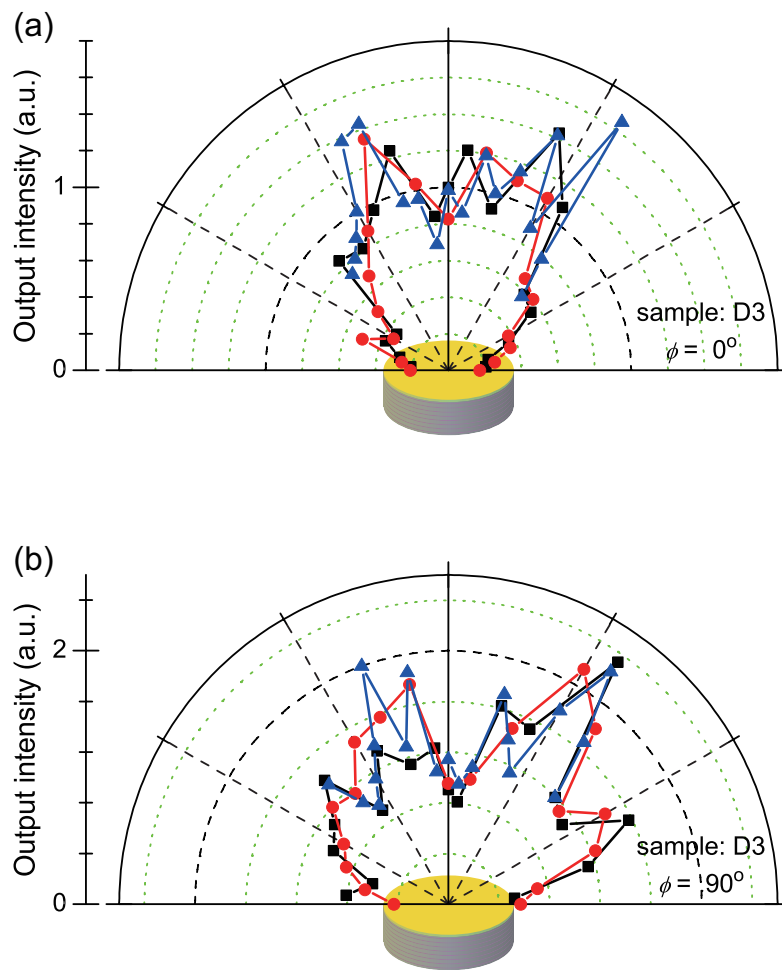 (a)
Output intensity (a.u.)
1
0
sample: D3
ϕ = 0°
(b)
Output intensity (a.u.)
2
0
sample: D3
ϕ = 90°